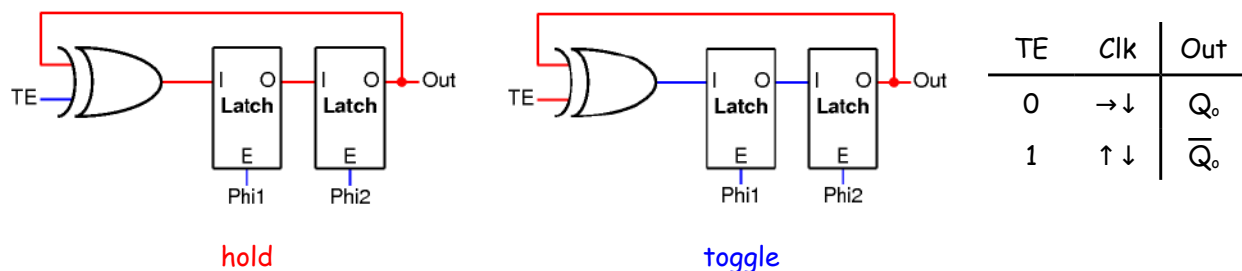 TE
I O
Latch
E
Phi1
I O
Latch
E
Phi2
Out
hold
TE
I O
Latch
E
Phi1
I O
Latch
E
Phi2
Out
toggle
TE Clk Out
0 →↓ Q₀
1 ↑↓ Q̅₀